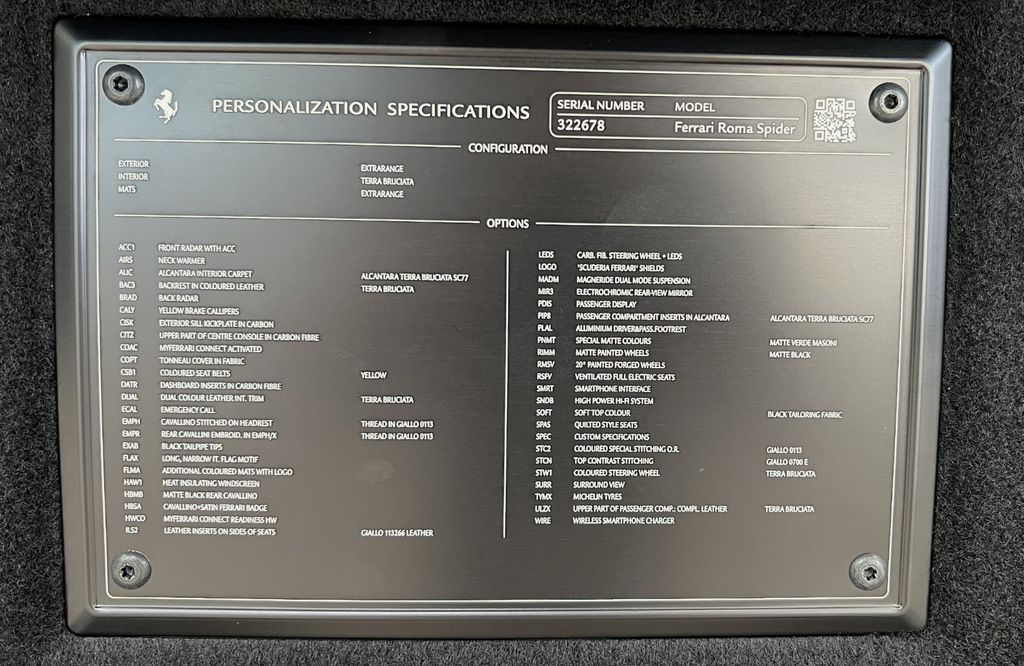 PERSONALIZATION SPECIFICATIONS
SERIAL NUMBER MODEL
322678 Ferrari Roma Spider
CONFIGURATION
EXTERIOR EXTRARANGE
INTERIOR TERRA BRUCIATA
MATS EXTRARANGE
OPTIONS
ACC1 FRONT RADAR WITH ACC
AIRS NECK WARMER
ALIC ALCANTARA INTERIOR CARPET ALCANTARA TERRA BRUCIATA SC77
BAC3 BACKREST IN COLOURED LEATHER TERRA BRUCIATA
BRAD BACK RADAR
CALY YELLOW BRAKE CALLIPERS
CISK EXTERIOR SILL KICKPLATE IN CARBON
CITZ UPPER PART OF CENTRE CONSOLE IN CARBON FIBRE
CDAC MYFERRARI CONNECT ACTIVATED
COPT TONNEAU COVER IN FABRIC
CSB1 COLOURED SEAT BELTS YELLOW
DATR DASHBOARD INSERTS IN CARBON FIBRE
DUAL DUAL COLOUR LEATHER INT. TRIM TERRA BRUCIATA
ECAL EMERGENCY CALL
EMPH CAVALLINO STITCHED ON HEADREST THREAD IN GIALLO 0113
EMPR REAR CAVALLINI EMBROID. IN EMPH/X THREAD IN GIALLO 0113
EXAB BLACK TAILPIPE TIPS
FLAX LONG, NARROW IT. FLAG MOTIF
FLMA ADDITIONAL COLOURED MATS WITH LOGO
HAW1 HEAT INSULATING WINDSCREEN
HBMB MATTE BLACK REAR CAVALLINO
HBSA CAVALLINO+SATIN FERRARI BADGE
HWCO MYFERRARI CONNECT READINESS HW
ILS2 LEATHER INSERTS ON SIDES OF SEATS GIALLO 113266 LEATHER
LEDS CARB. FIB. STEERING WHEEL + LEDS
LOGO "SCUDERIA FERRARI" SHIELDS
MADM MAGNERIDE DUAL MODE SUSPENSION
MIR3 ELECTROCHROMIC REAR-VIEW MIRROR
PDIS PASSENGER DISPLAY
PIP8 PASSENGER COMPARTMENT INSERTS IN ALCANTARA ALCANTARA TERRA BRUCIATA SC77
PLAL ALUMINIUM DRIVER&PASS.FOOTREST
PNMT SPECIAL MATTE COLOURS MATTE VERDE MASONI
RIMM MATTE PAINTED WHEELS MATTE BLACK
RMSV 20" PAINTED FORGED WHEELS
RSFV VENTILATED FULL ELECTRIC SEATS
SMRT SMARTPHONE INTERFACE
SNDB HIGH POWER HI-FI SYSTEM
SOFT SOFT TOP COLOUR BLACK TAILORING FABRIC
SPAS QUILTED STYLE SEATS
SPEC CUSTOM SPECIFICATIONS
STC2 COLOURED SPECIAL STITCHING O.R. GIALLO 0113
STCN TOP CONTRAST STITCHING GIALLO 0700 E
STW1 COLOURED STEERING WHEEL TERRA BRUCIATA
SURR SURROUND VIEW
TYMX MICHELIN TYRES
ULZX UPPER PART OF PASSENGER COMP.: COMPL. LEATHER TERRA BRUCIATA
WIRE WIRELESS SMARTPHONE CHARGER